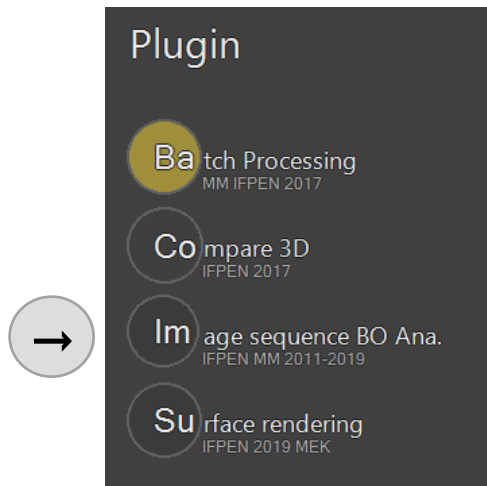 Plugin
Batch Processing
MM IFPEN 2017
Compare 3D
IFPEN 2017
→
Image sequence BO Ana.
IFPEN MM 2011-2019
Surface rendering
IFPEN 2019 MEK